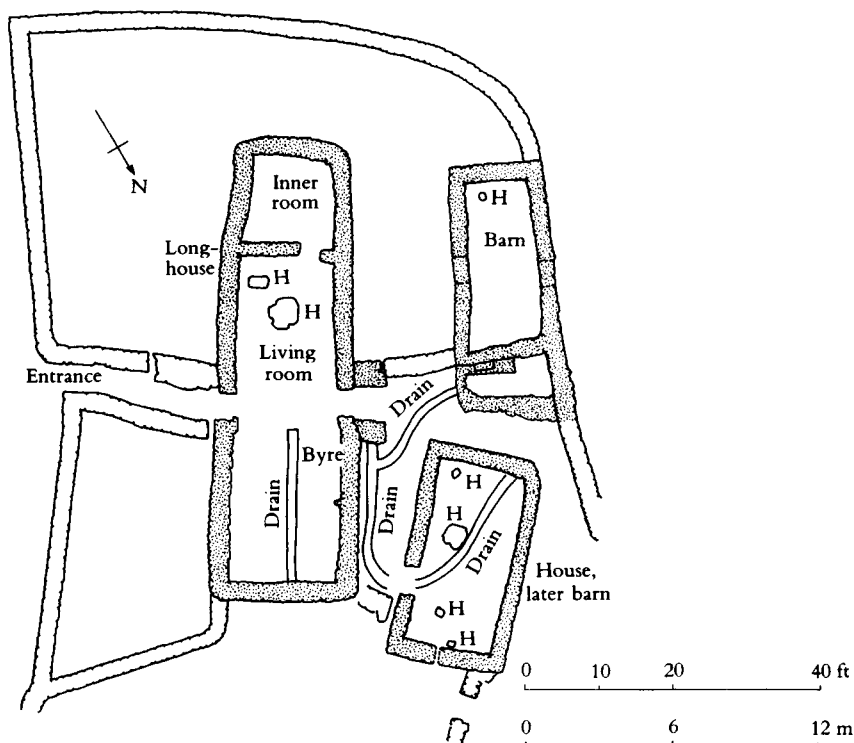 N
Inner
room
H
Barn
Long-
house
H
H
Living
room
Entrance
Drain
Byre
H
Drain
H
Drain
Drain
House,
later barn
H
H
0 10 20 40 ft
0 6 12 m